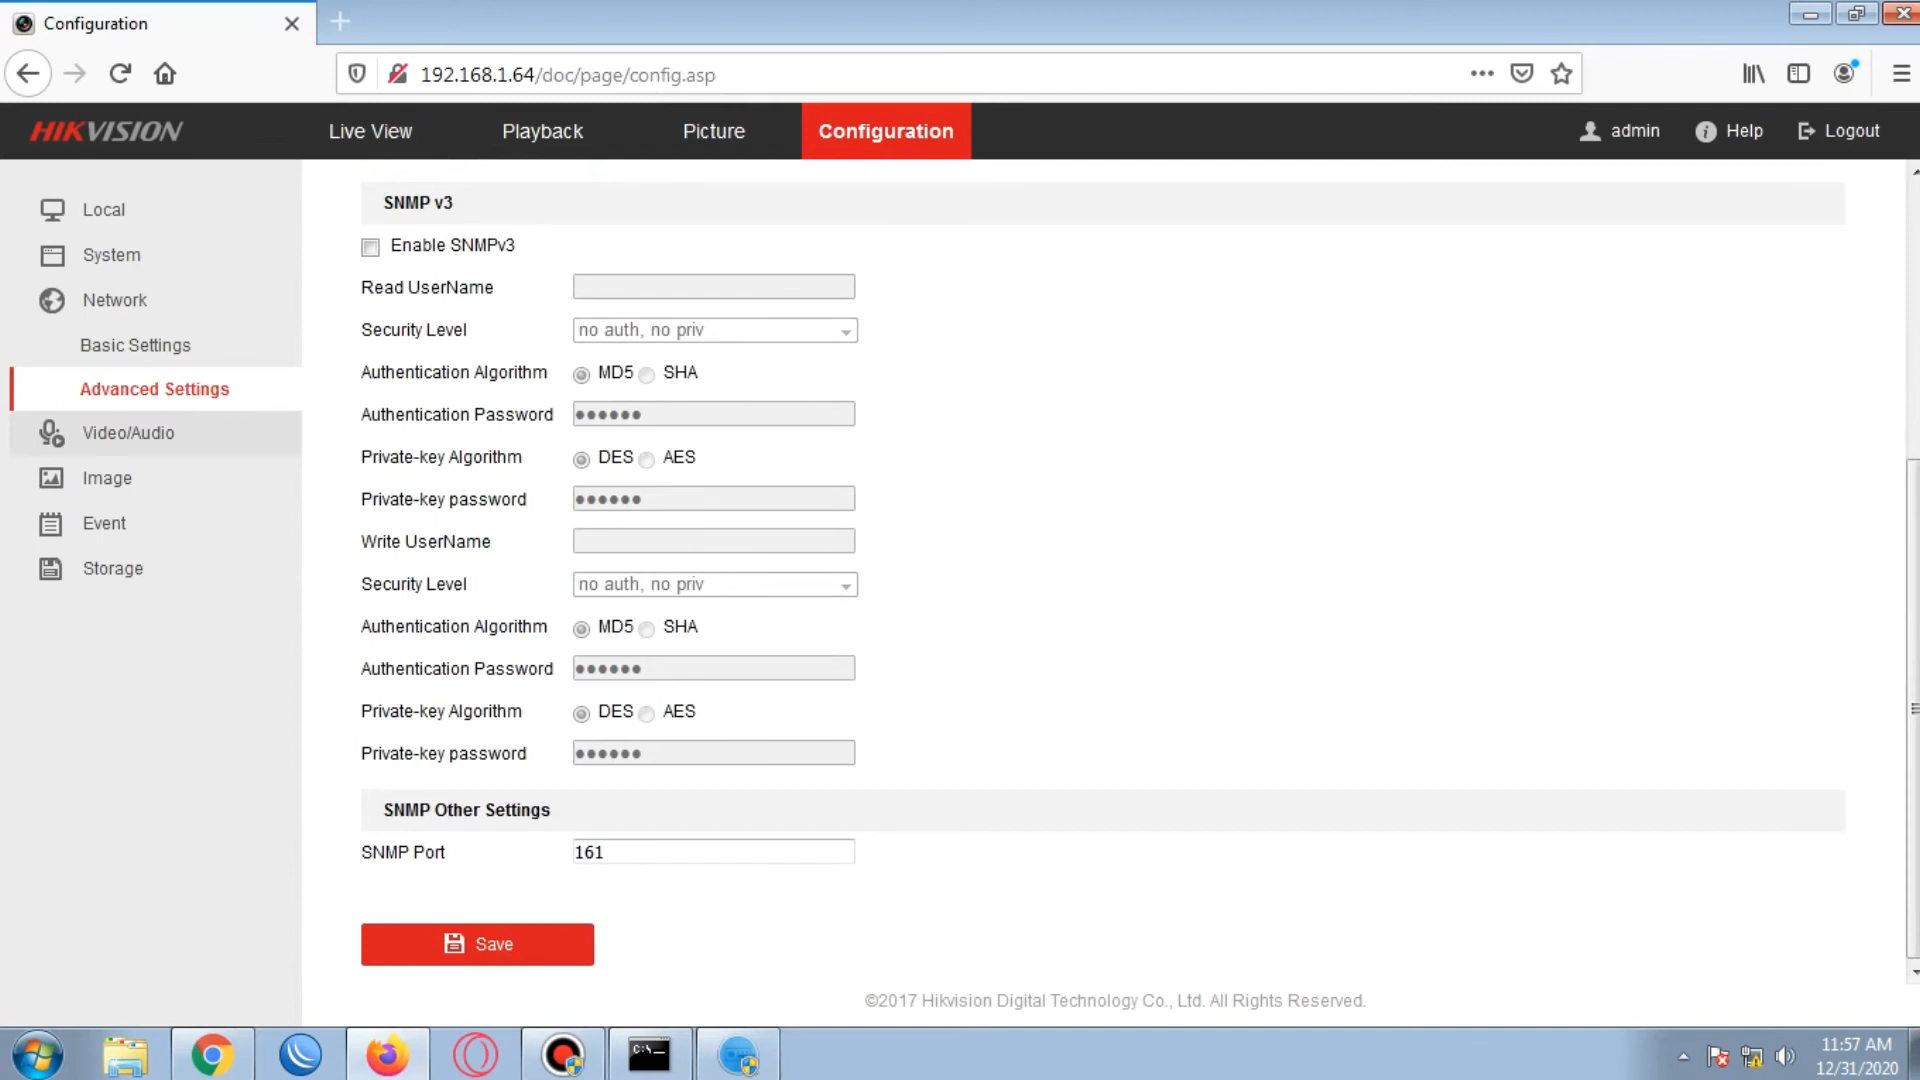 Configuration
192.168.1.64/doc/page/config.asp
HIKVISION
Live View
Playback
Picture
Configuration
admin
Help
Logout
Local
System
Network
Basic Settings
Advanced Settings
Video/Audio
Image
Event
Storage
SNMP v3
Enable SNMPv3
Read UserName
Security Level no auth, no priv
Authentication Algorithm MD5 SHA
Authentication Password ••••••
Private-key Algorithm DES AES
Private-key password ••••••
Write UserName
Security Level no auth, no priv
Authentication Algorithm MD5 SHA
Authentication Password ••••••
Private-key Algorithm DES AES
Private-key password ••••••
SNMP Other Settings
SNMP Port 161
Save
©2017 Hikvision Digital Technology Co., Ltd. All Rights Reserved.
C:\
11:57 AM
12/31/2020